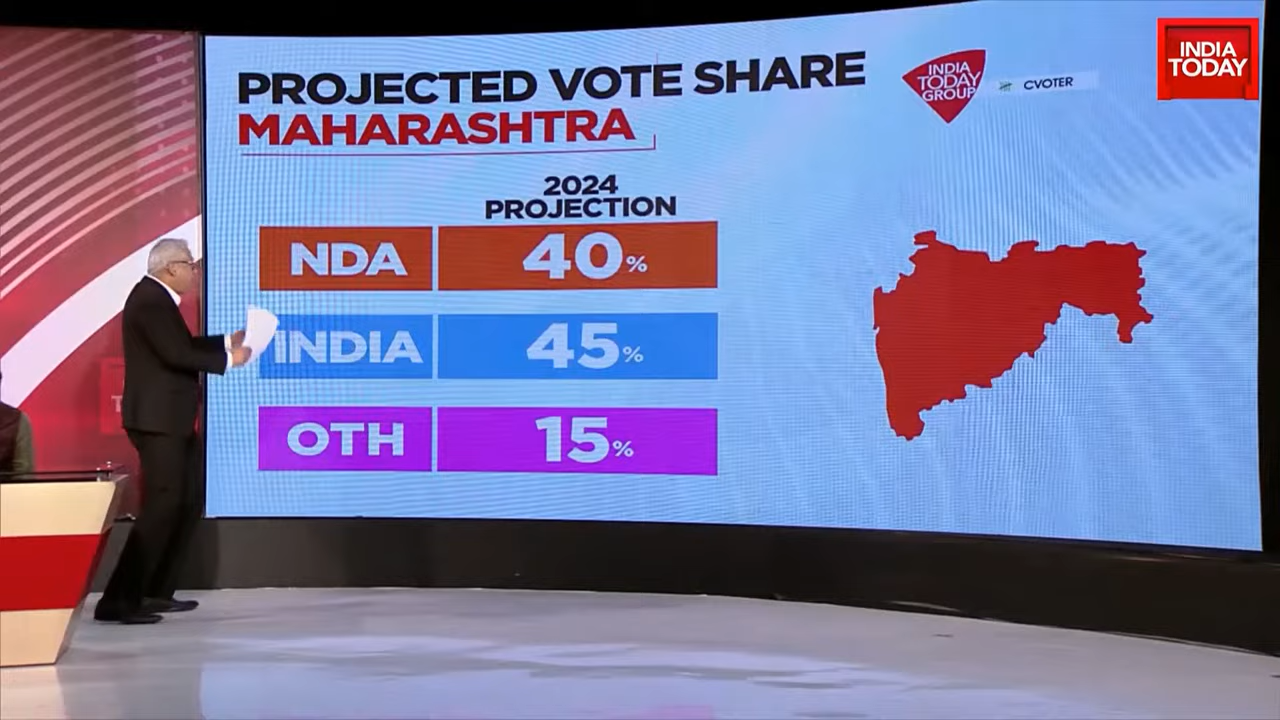 PROJECTED VOTE SHARE
MAHARASHTRA
INDIA
TODAY
GROUP
CVOTER
INDIA
TODAY
2024
PROJECTION
NDA 40%
INDIA 45%
OTH 15%